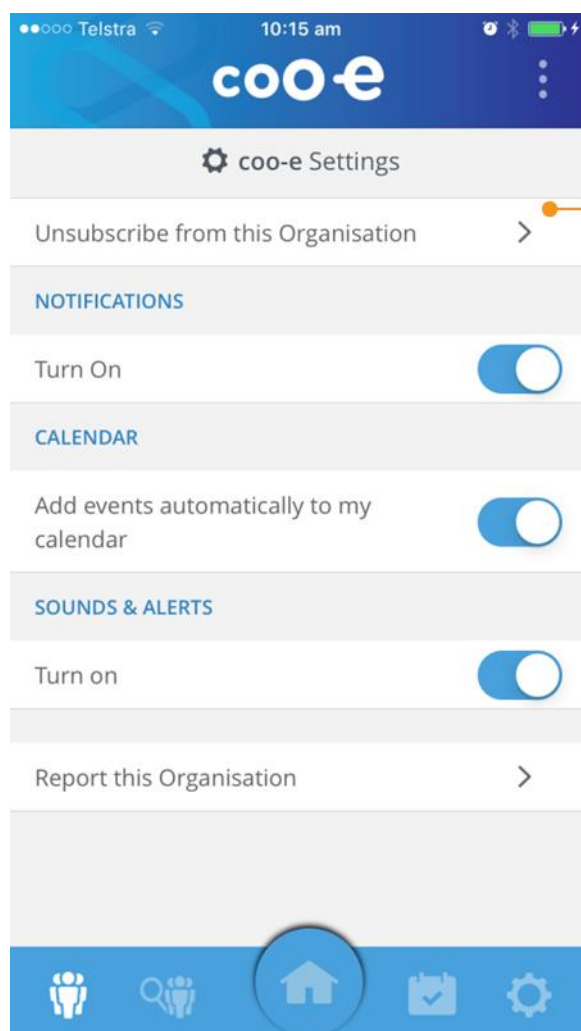 Telstra 10:15 am
coo-e
coo-e Settings
Unsubscribe from this Organisation
NOTIFICATIONS
Turn On
CALENDAR
Add events automatically to my
calendar
SOUNDS & ALERTS
Turn on
Report this Organisation